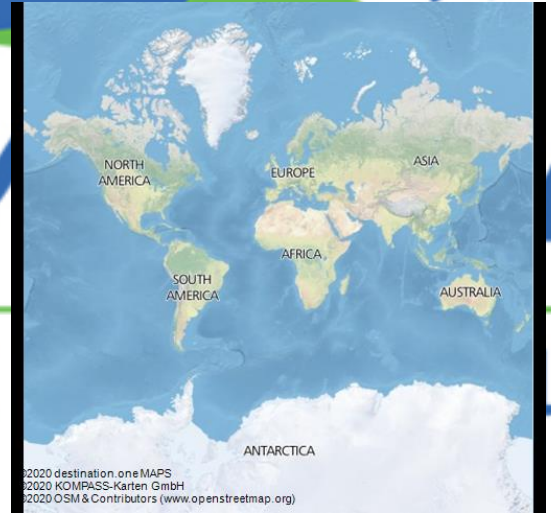 ASIA
NORTH
AMERICA
EUROPE
AFRICA
SOUTH
AMERICA
AUSTRALIA
ANTARCTICA
©2020 destination.one MAPS
©2020 KOMPASS-Karten GmbH
©2020 OSM & Contributors (www.openstreetmap.org)